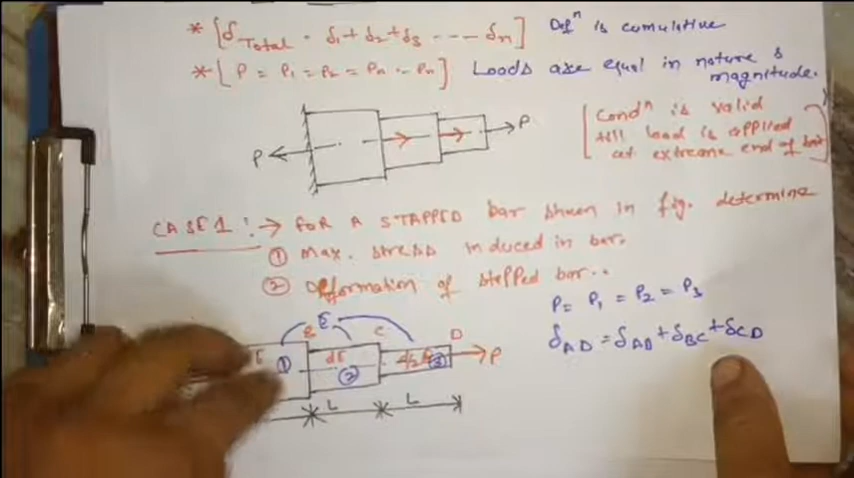 * [δTotal = δ1 + δ2 + δ3 ---- δn] Defⁿ is cumulative
* [P = P1 = P2 = Pn -- Pn] Loads are equal in nature & magnitude.
P P
[Condⁿ is valid
till load is applied
at extreme end of bar]
CASE 1 :→ FOR A STAPPED bar shown in fig. determine
① Max. stress induced in bar.
② Deformation of stepped bar..
P = P1 = P2 = P3
δAD = δAB + δBC + δCD
E
B C D
E ① dE ② d/2 ③ P
L L